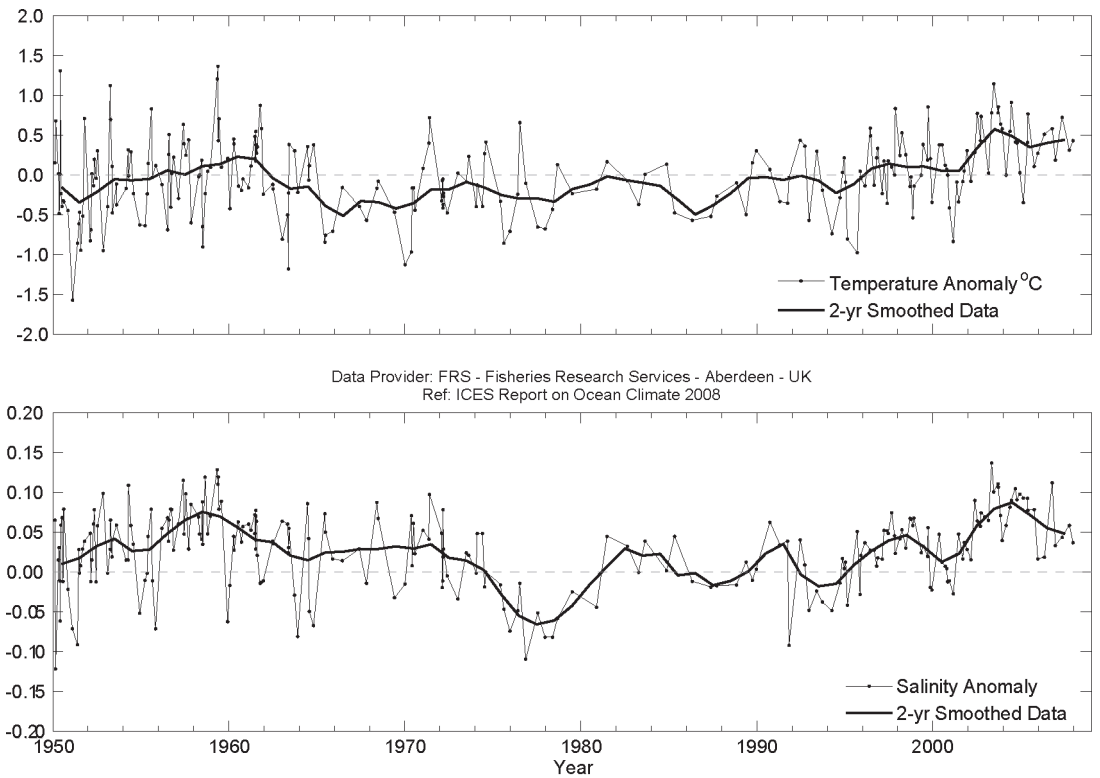 2.0
1.5
1.0
0.5
0.0
-0.5
-1.0
-1.5
-2.0
Temperature Anomaly °C
2-yr Smoothed Data
Data Provider: FRS - Fisheries Research Services - Aberdeen - UK
Ref: ICES Report on Ocean Climate 2008
0.20
0.15
0.10
0.05
0.00
-0.05
-0.10
-0.15
-0.20
Salinity Anomaly
2-yr Smoothed Data
1950 1960 1970 1980 1990 2000
Year